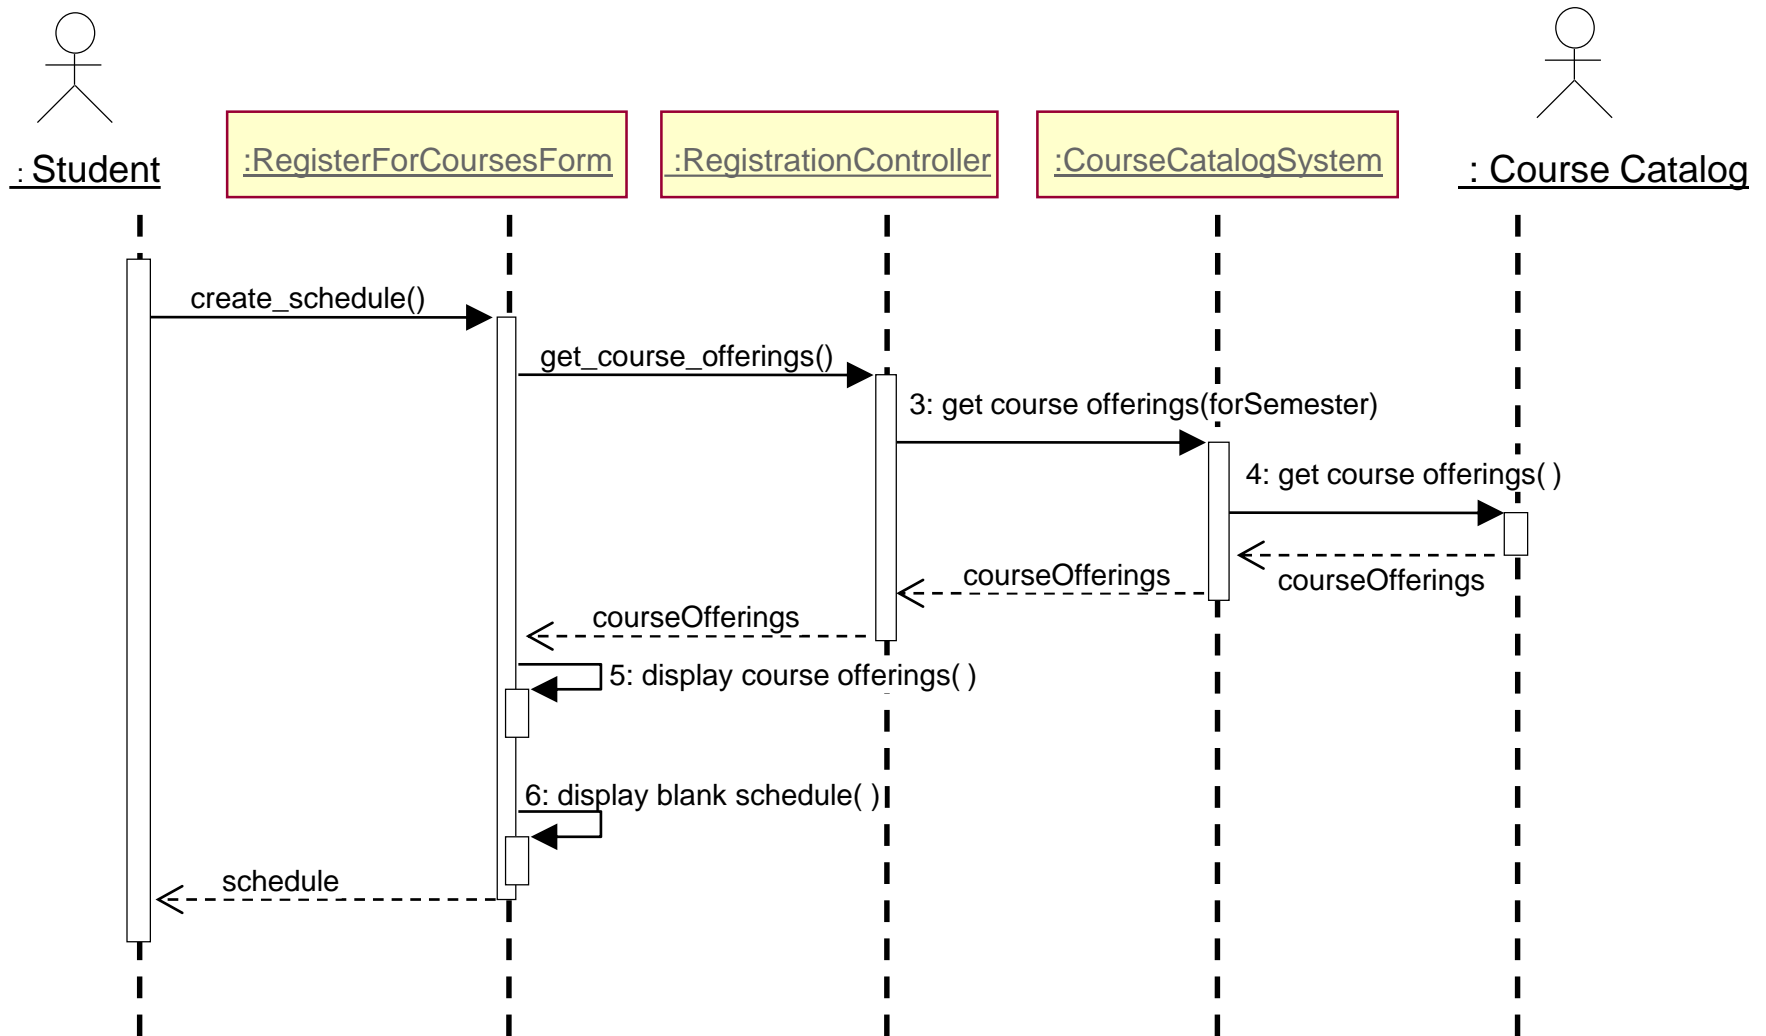 : Student
:RegisterForCoursesForm
:RegistrationController
:CourseCatalogSystem
: Course Catalog
create_schedule()
get_course_offerings()
3: get course offerings(forSemester)
4: get course offerings( )
courseOfferings
courseOfferings
courseOfferings
5: display course offerings( )
6: display blank schedule( )
schedule